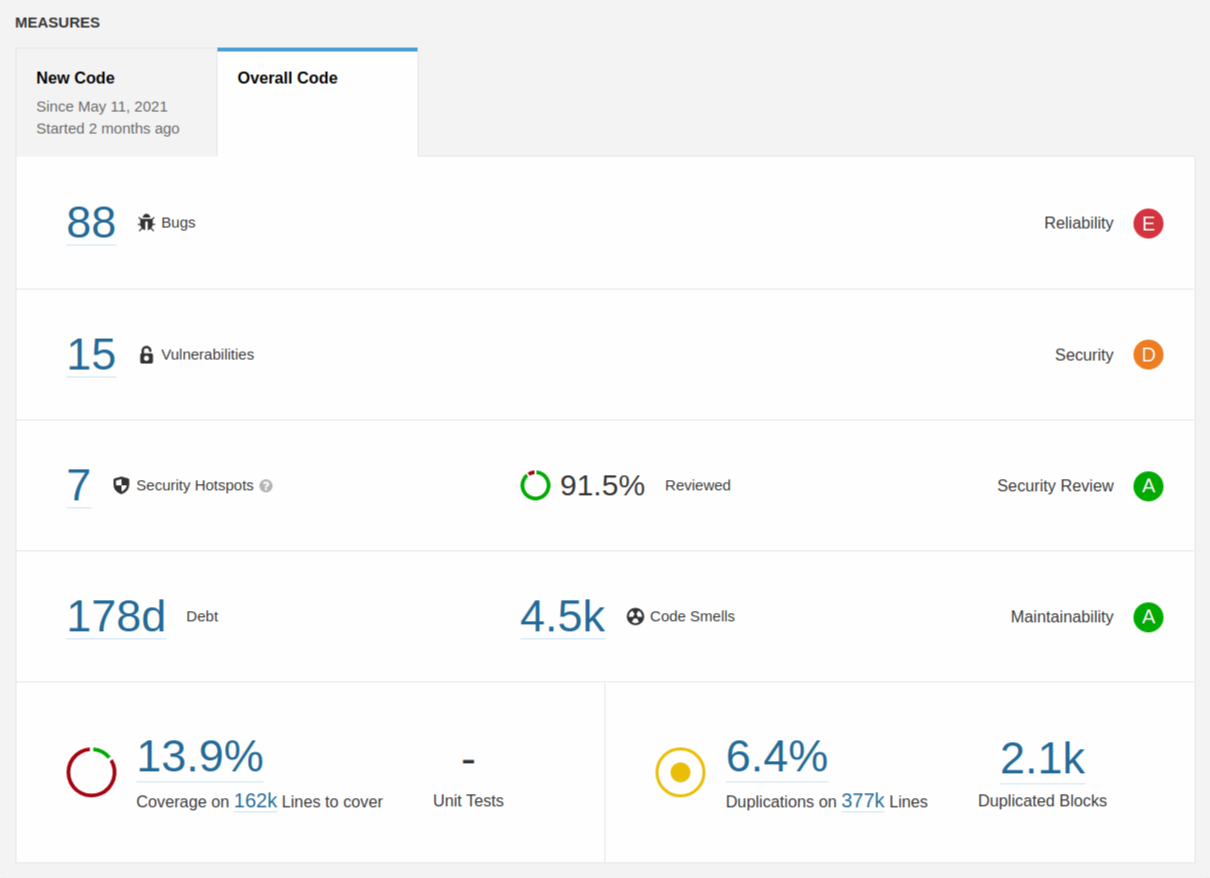 MEASURES
New Code
Since May 11, 2021
Started 2 months ago
Overall Code
88 Bugs
Reliability E
15 Vulnerabilities
Security D
7 Security Hotspots ?
91.5% Reviewed
Security Review A
178d Debt
4.5k Code Smells
Maintainability A
13.9%
Coverage on 162k Lines to cover
-
Unit Tests
6.4%
Duplications on 377k Lines
2.1k
Duplicated Blocks